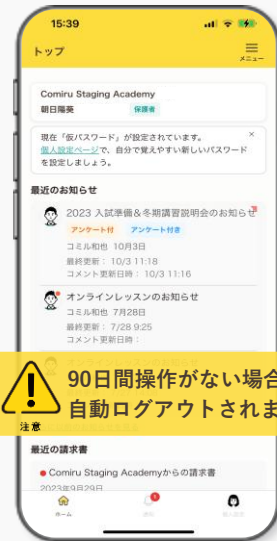 15:39
トップ
メニュー
Comiru Staging Academy
朝日陽葵 保護者
現在「仮パスワード」が設定されています。
個人設定ページで、自分で覚えやすい新しいパスワード
を設定しましょう。
×
最近のお知らせ
2023 入試準備&冬期講習説明会のお知らせ
アンケート付 アンケート付き
コミル和也 10月3日
最終更新: 10/3 11:18
コメント更新日時: 10/3 11:16
オンラインレッスンのお知らせ
コミル和也 7月28日
最終更新: 7/28 9:25
コメント更新日時:
90日間操作がない場合
自動ログアウトされま
注意
最近の請求書
Comiru Staging Academyからの請求書
2023年9月29日
ホーム